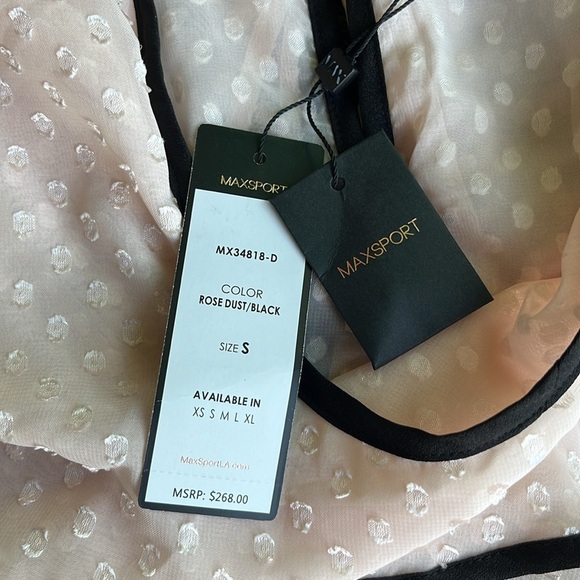 MAXSPORT
MX34818-D
COLOR
ROSE DUST/BLACK
SIZE S
AVAILABLE IN
XS S M L XL
MaxSportLA.com
MSRP: $268.00
MAXSPORT